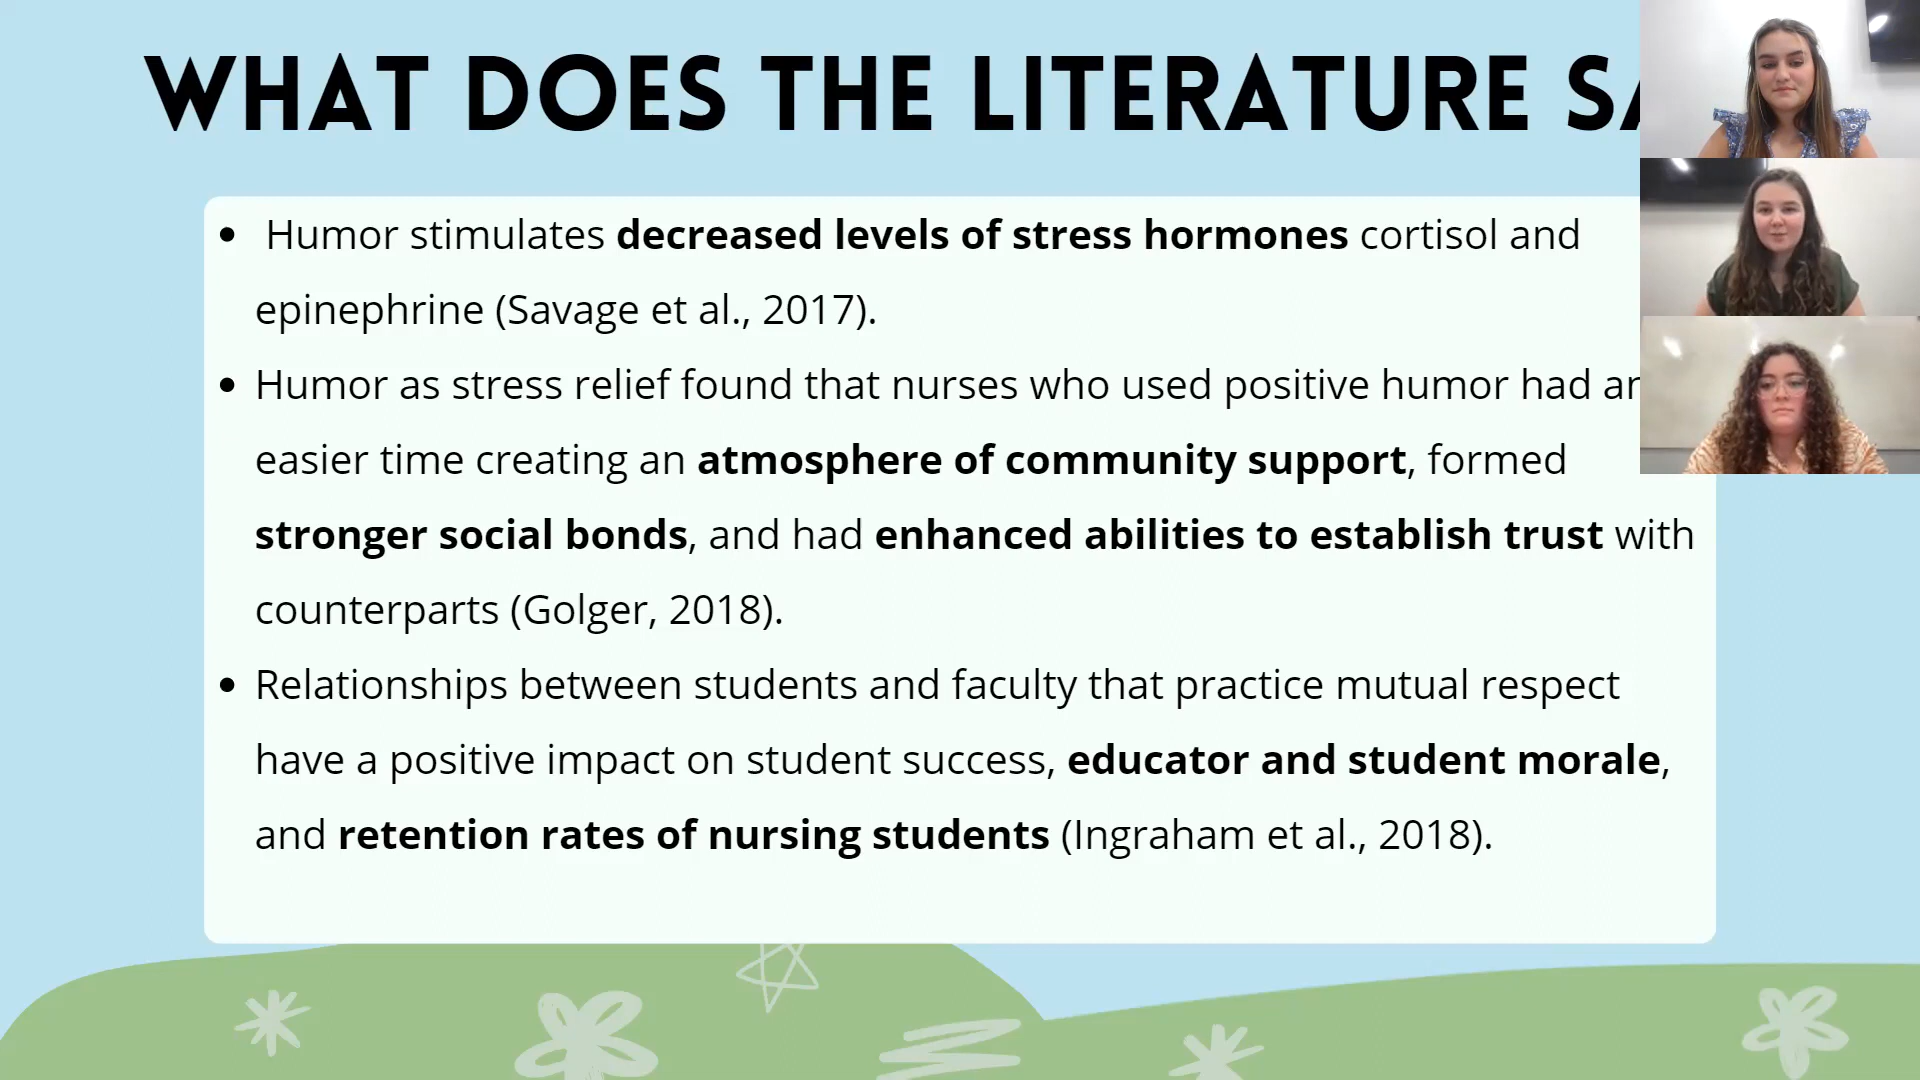 WHAT DOES THE LITERATURE
Humor stimulates decreased levels of stress hormones cortisol and
epinephrine (Savage et al., 2017).
Humor as stress relief found that nurses who used positive humor had
easier time creating an atmosphere of community support, formed
stronger social bonds, and had enhanced abilities to establish trust with
counterparts (Golger, 2018).
Relationships between students and faculty that practice mutual respect
have a positive impact on student success, educator and student morale,
and retention rates of nursing students (Ingraham et al., 2018).